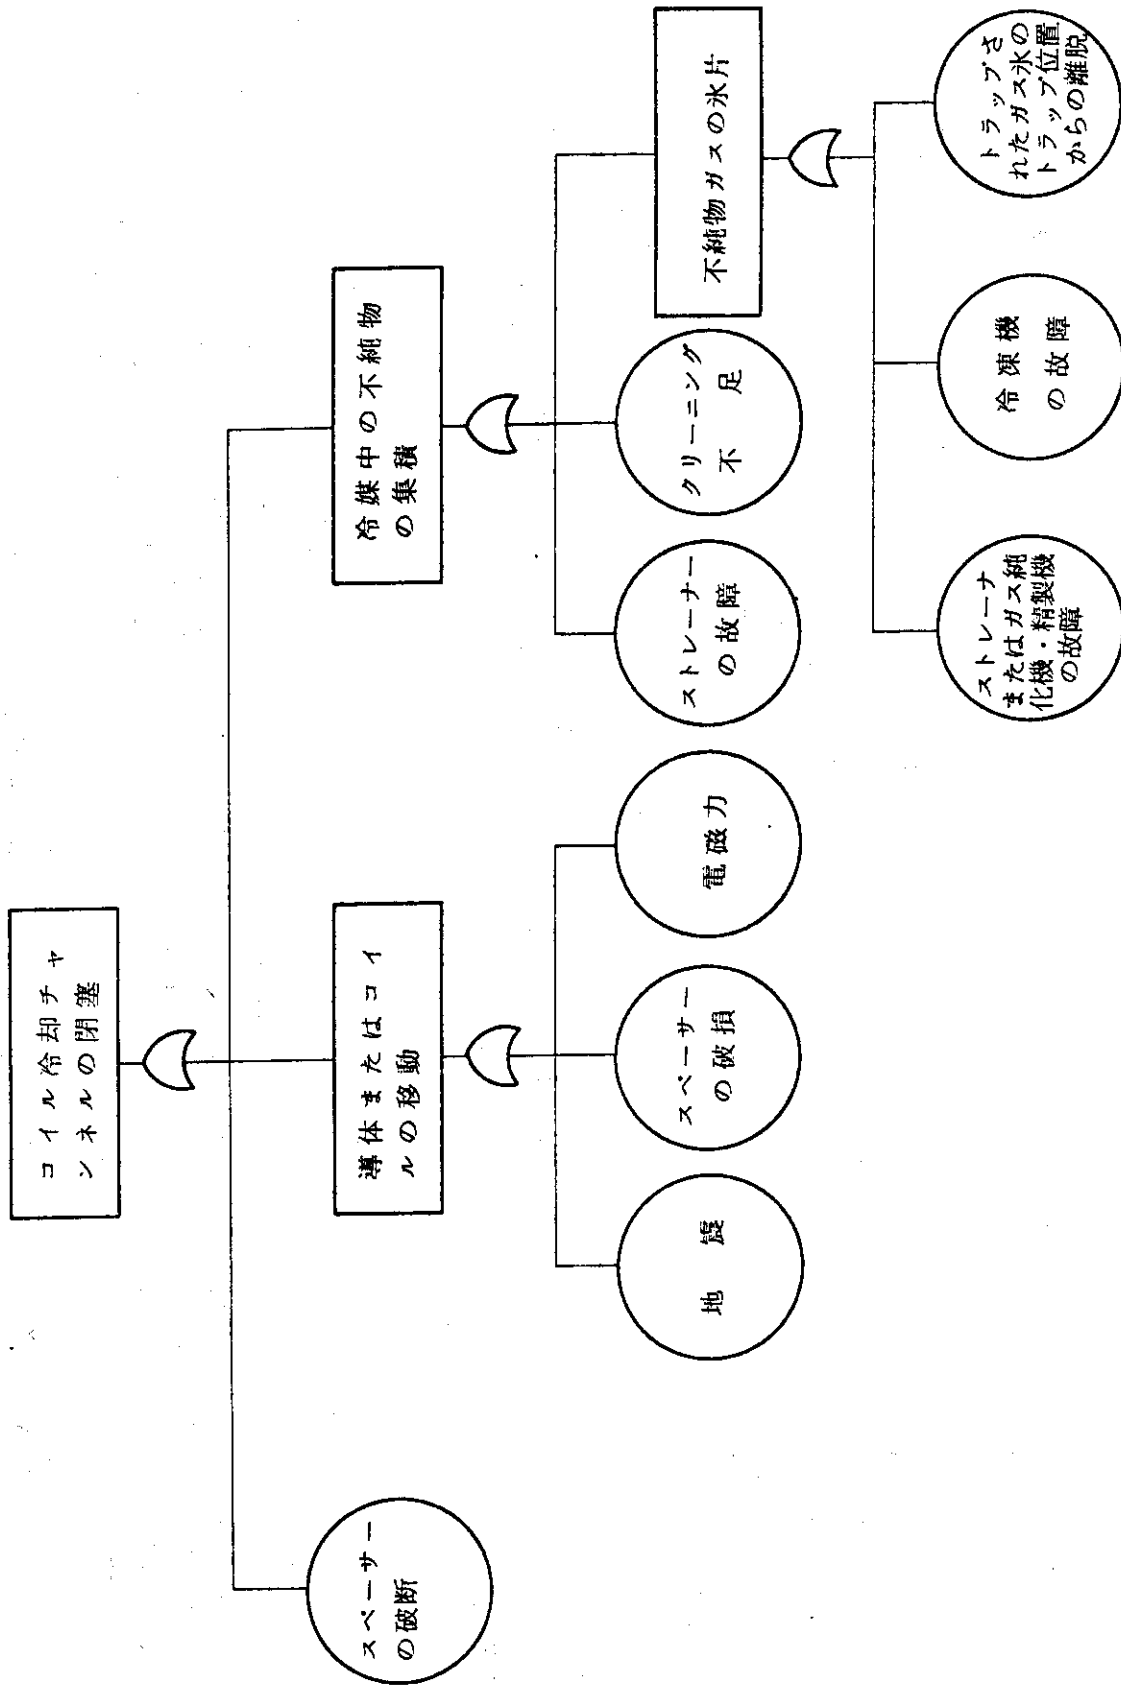 コイル冷却チャ
ンネルの閉塞
スペーサー
の破断
導体またはコイ
ルの移動
冷媒中の不純物
の集積
地 震
スペーサー
の破損
電磁力
ストレーナー
の故障
クリーニング
不 足
不純物ガスの氷片
ストレーナ
またはガス純
化機・精製機
の故障
冷凍機
の故障
トラップさ
れたガス氷の
トラップ位置
からの離脱